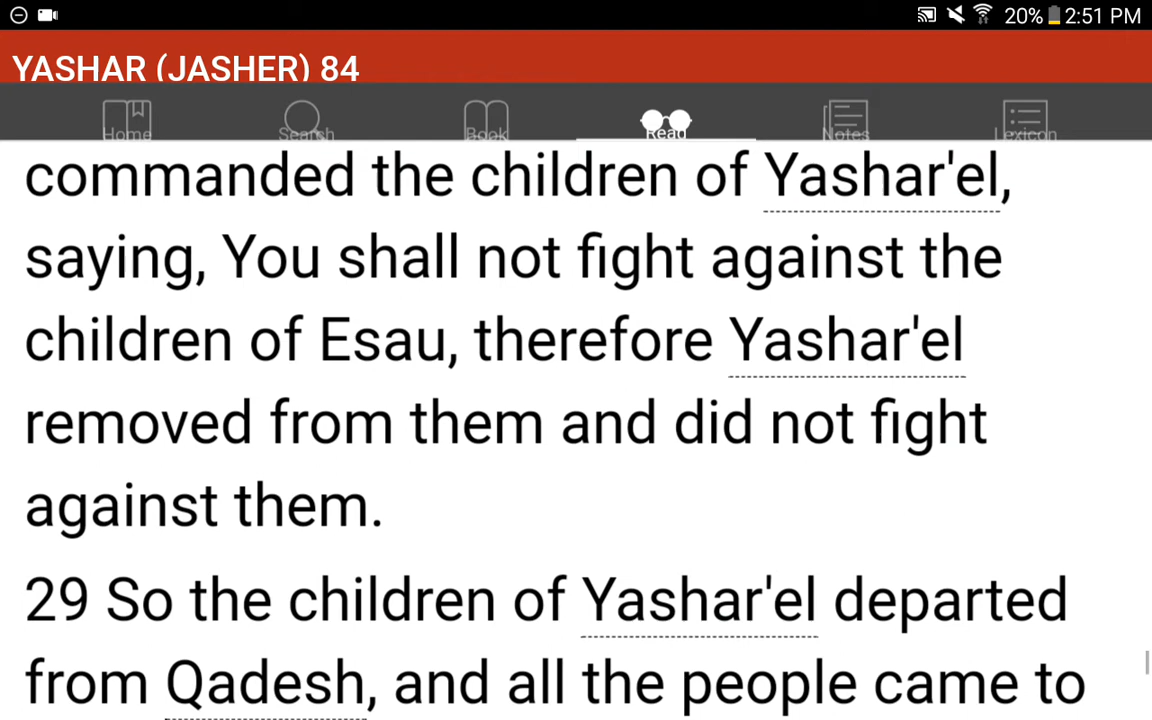 20% 2:51 PM
YASHAR (JASHER) 84
Home Search Book Read Notes Lexicon
commanded the children of Yashar'el,
saying, You shall not fight against the
children of Esau, therefore Yashar'el
removed from them and did not fight
against them.
29 So the children of Yashar'el departed
from Qadesh, and all the people came to